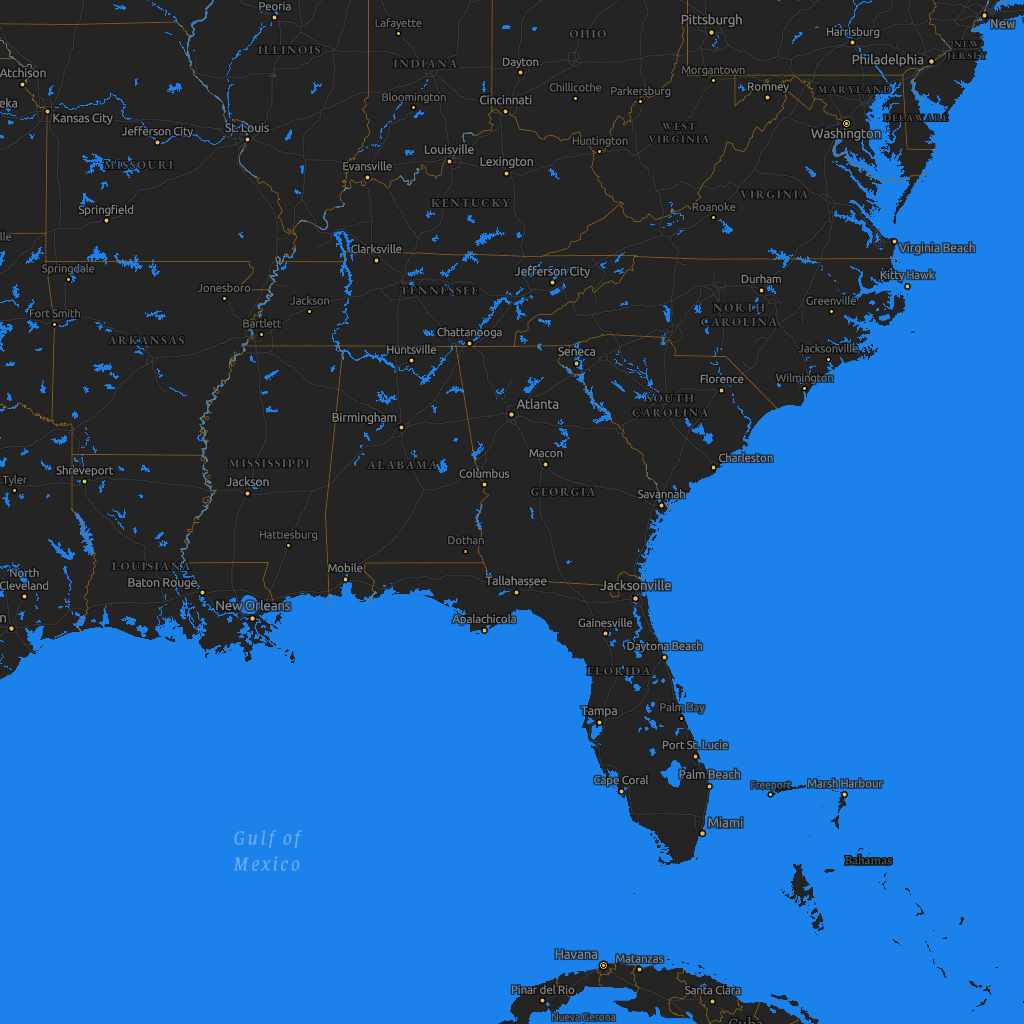 Peoria
Lafayette
Pittsburgh
New
ILLINOIS
OHIO
Harrisburg
NEW
JERSEY
INDIANA
Dayton
Philadelphia
Atchison
Morgantown
Chillicothe
Parkersburg
Romney
MARYLAND
eka
Bloomington
Cincinnati
Kansas City
DELAWARE
Jefferson City
St. Louis
WEST
VIRGINIA
Washington
Louisville
Huntington
MISSOURI
Evansville
Lexington
VIRGINIA
KENTUCKY
Springfield
Roanoke
lle
Clarksville
Virginia Beach
Springdale
Jefferson City
Kitty Hawk
Jonesboro
TENNESSEE
Durham
Jackson
Greenville
Fort Smith
NORTH
CAROLINA
Bartlett
ARKANSAS
Chattanooga
Huntsville
Seneca
Jacksonville
Florence
Wilmington
SOUTH
CAROLINA
Atlanta
Birmingham
Macon
Charleston
MISSISSIPPI
ALABAMA
Shreveport
Tyler
Jackson
Columbus
GEORGIA
Savannah
Hattiesburg
Dothan
LOUISIANA
Mobile
North
Cleveland
Baton Rouge
Tallahassee
Jacksonville
New Orleans
n
Apalachicola
Gainesville
Daytona Beach
FLORIDA
Tampa
Palm Bay
Port St. Lucie
Cape Coral
Palm Beach
Freeport
Marsh Harbour
Miami
Gulf of
Mexico
Bahamas
Havana
Matanzas
Pinar del Rio
Santa Clara
Nueva Gerona
Cuba